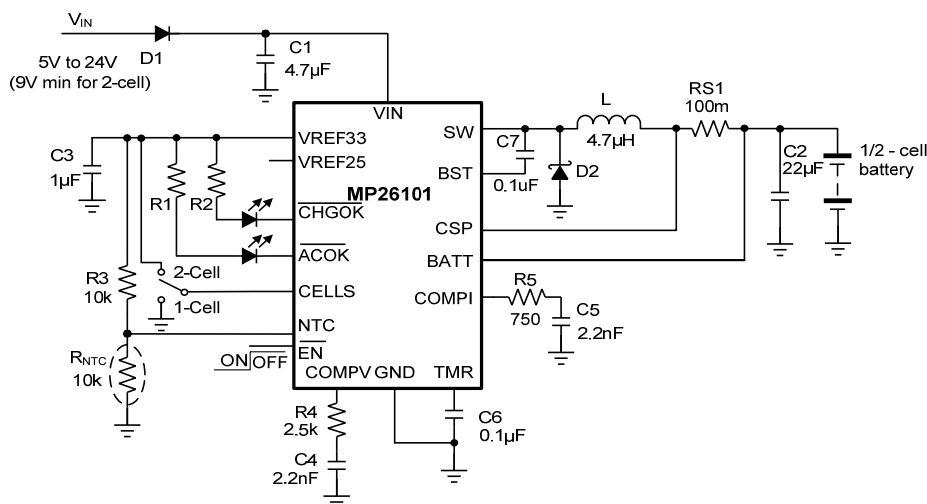 VIN
D1
5V to 24V
(9V min for 2-cell)
C1
4.7µF
VIN
VREF33
VREF25
MP26101
CHGOK
ACOK
CELLS
NTC
EN
COMPV
GND
TMR
SW
BST
CSP
BATT
COMPI
C3
1µF
R1
R2
R3
10k
2-Cell
1-Cell
RNTC
10k
ON
OFF
R4
2.5k
C4
2.2nF
C6
0.1µF
R5
750
C5
2.2nF
C7
0.1uF
D2
L
4.7µH
RS1
100m
C2
22µF
1/2 - cell
battery